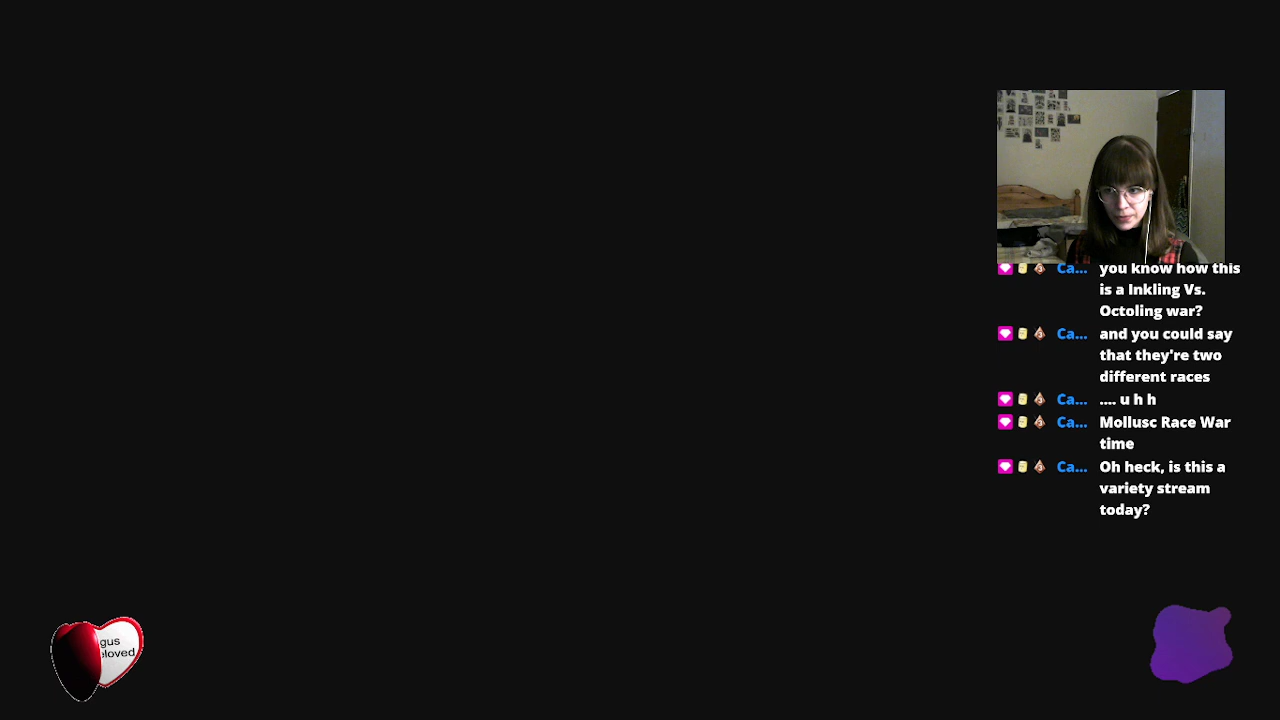 Ca... you know how this
is a Inkling Vs.
Octoling war?
Ca... and you could say
that they're two
different races
Ca... .... u h h
Ca... Mollusc Race War
time
Ca... Oh heck, is this a
variety stream
today?
gus
loved